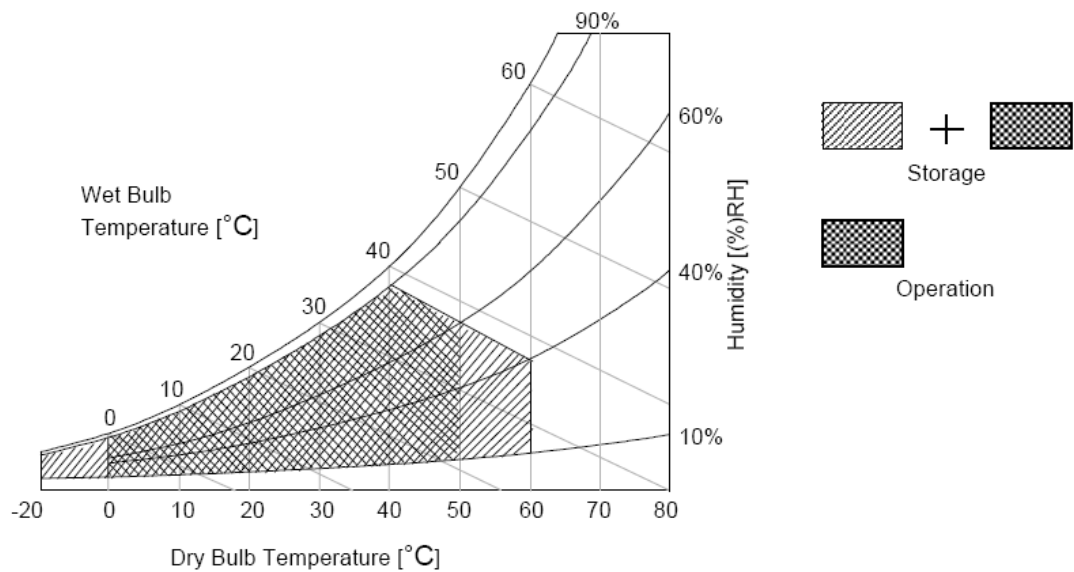 90%
60
60%
50
Storage
Wet Bulb
Temperature [°C]
40
40%
Humidity [(%)RH]
Operation
30
20
10
0
10%
-20 0 10 20 30 40 50 60 70 80
Dry Bulb Temperature [°C]